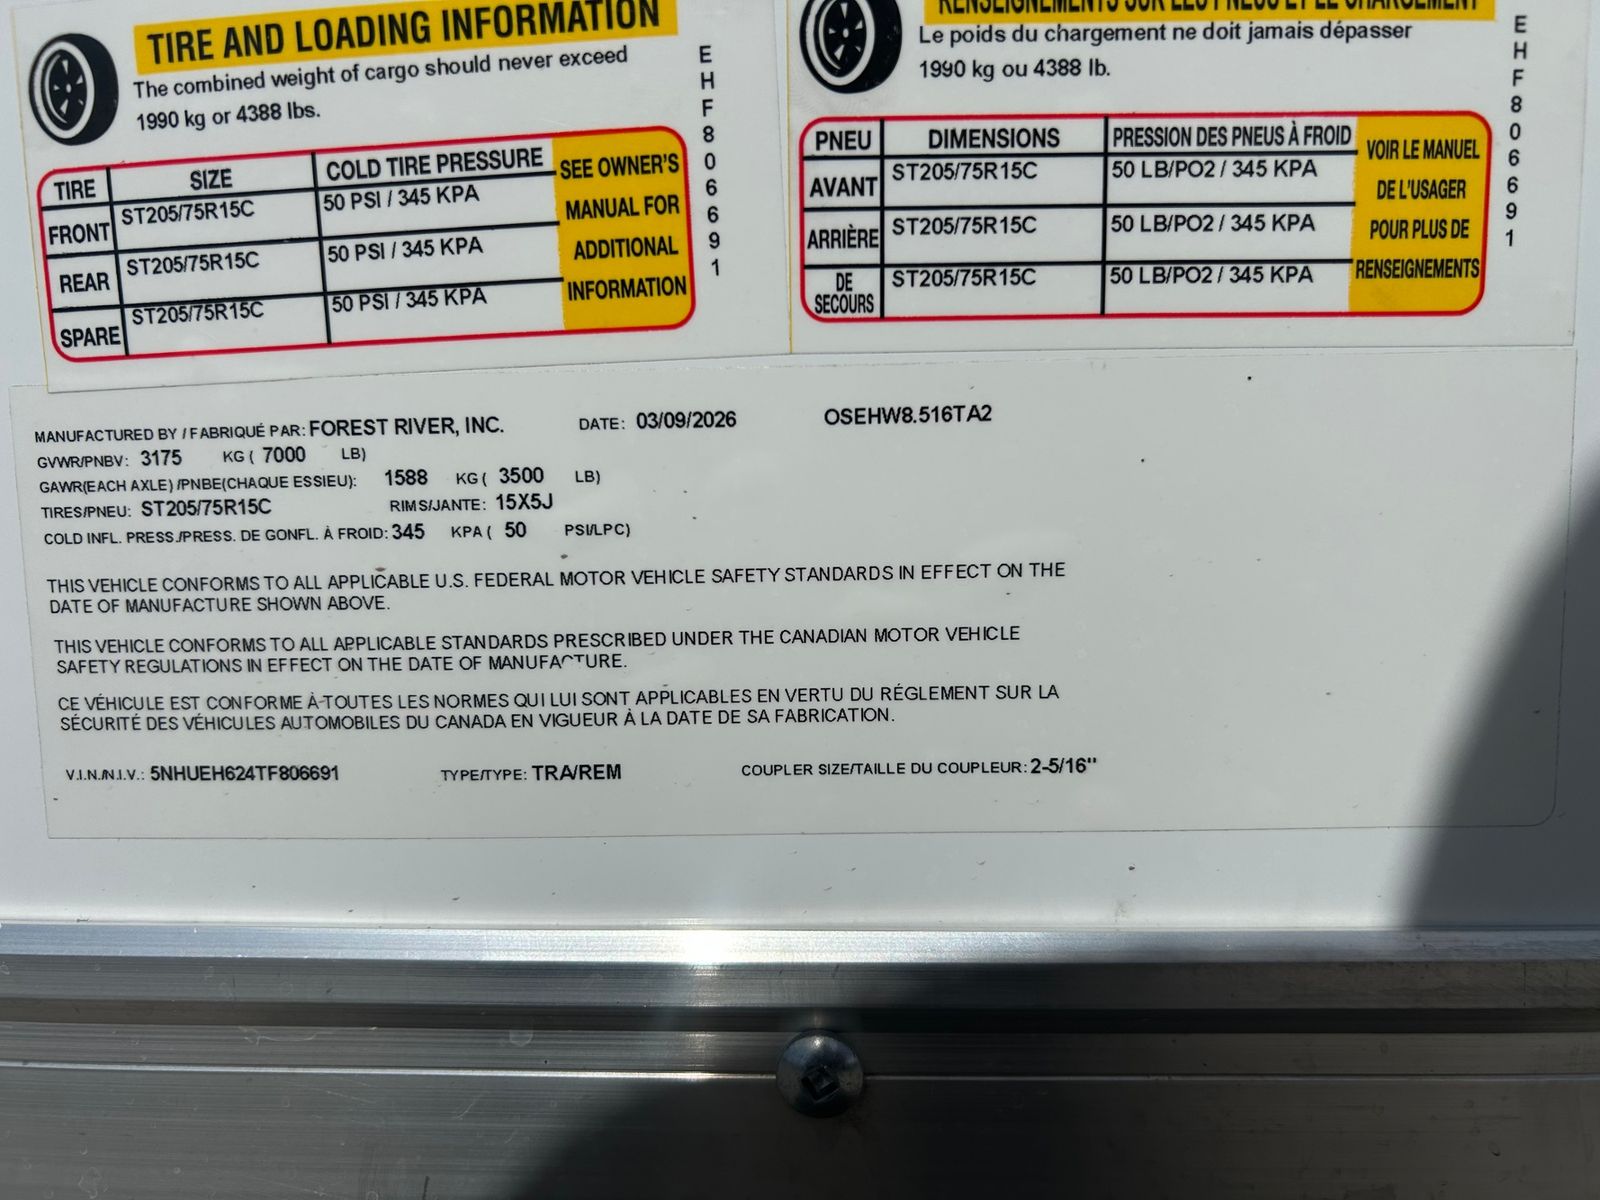 TIRE AND LOADING INFORMATION
The combined weight of cargo should never exceed
1990 kg or 4388 lbs.
TIRE SIZE COLD TIRE PRESSURE SEE OWNER'S MANUAL FOR ADDITIONAL INFORMATION
FRONT ST205/75R15C 50 PSI / 345 KPA
REAR ST205/75R15C 50 PSI / 345 KPA
SPARE ST205/75R15C 50 PSI / 345 KPA
EHF806691
RENSEIGNEMENTS SUR LES PNEUS ET LE CHARGEMENT
Le poids du chargement ne doit jamais dépasser
1990 kg ou 4388 lb.
PNEU DIMENSIONS PRESSION DES PNEUS À FROID VOIR LE MANUEL DE L'USAGER POUR PLUS DE RENSEIGNEMENTS
AVANT ST205/75R15C 50 LB/PO2 / 345 KPA
ARRIÈRE ST205/75R15C 50 LB/PO2 / 345 KPA
DE SECOURS ST205/75R15C 50 LB/PO2 / 345 KPA
EHF806691
MANUFACTURED BY / FABRIQUÉ PAR: FOREST RIVER, INC. DATE: 03/09/2026 OSEHW8.516TA2
GVWR/PNBV: 3175 KG ( 7000 LB)
GAWR(EACH AXLE) /PNBE(CHAQUE ESSIEU): 1588 KG ( 3500 LB)
TIRES/PNEU: ST205/75R15C RIMS/JANTE: 15X5J
COLD INFL. PRESS./PRESS. DE GONFL. À FROID: 345 KPA ( 50 PSI/LPC)
THIS VEHICLE CONFORMS TO ALL APPLICABLE U.S. FEDERAL MOTOR VEHICLE SAFETY STANDARDS IN EFFECT ON THE
DATE OF MANUFACTURE SHOWN ABOVE.
THIS VEHICLE CONFORMS TO ALL APPLICABLE STANDARDS PRESCRIBED UNDER THE CANADIAN MOTOR VEHICLE
SAFETY REGULATIONS IN EFFECT ON THE DATE OF MANUFACTURE.
CE VÉHICULE EST CONFORME À TOUTES LES NORMES QUI LUI SONT APPLICABLES EN VERTU DU RÉGLEMENT SUR LA
SÉCURITÉ DES VÉHICULES AUTOMOBILES DU CANADA EN VIGUEUR À LA DATE DE SA FABRICATION.
V.I.N./N.I.V.: 5NHUEH624TF806691 TYPE/TYPE: TRA/REM COUPLER SIZE/TAILLE DU COUPLEUR: 2-5/16"